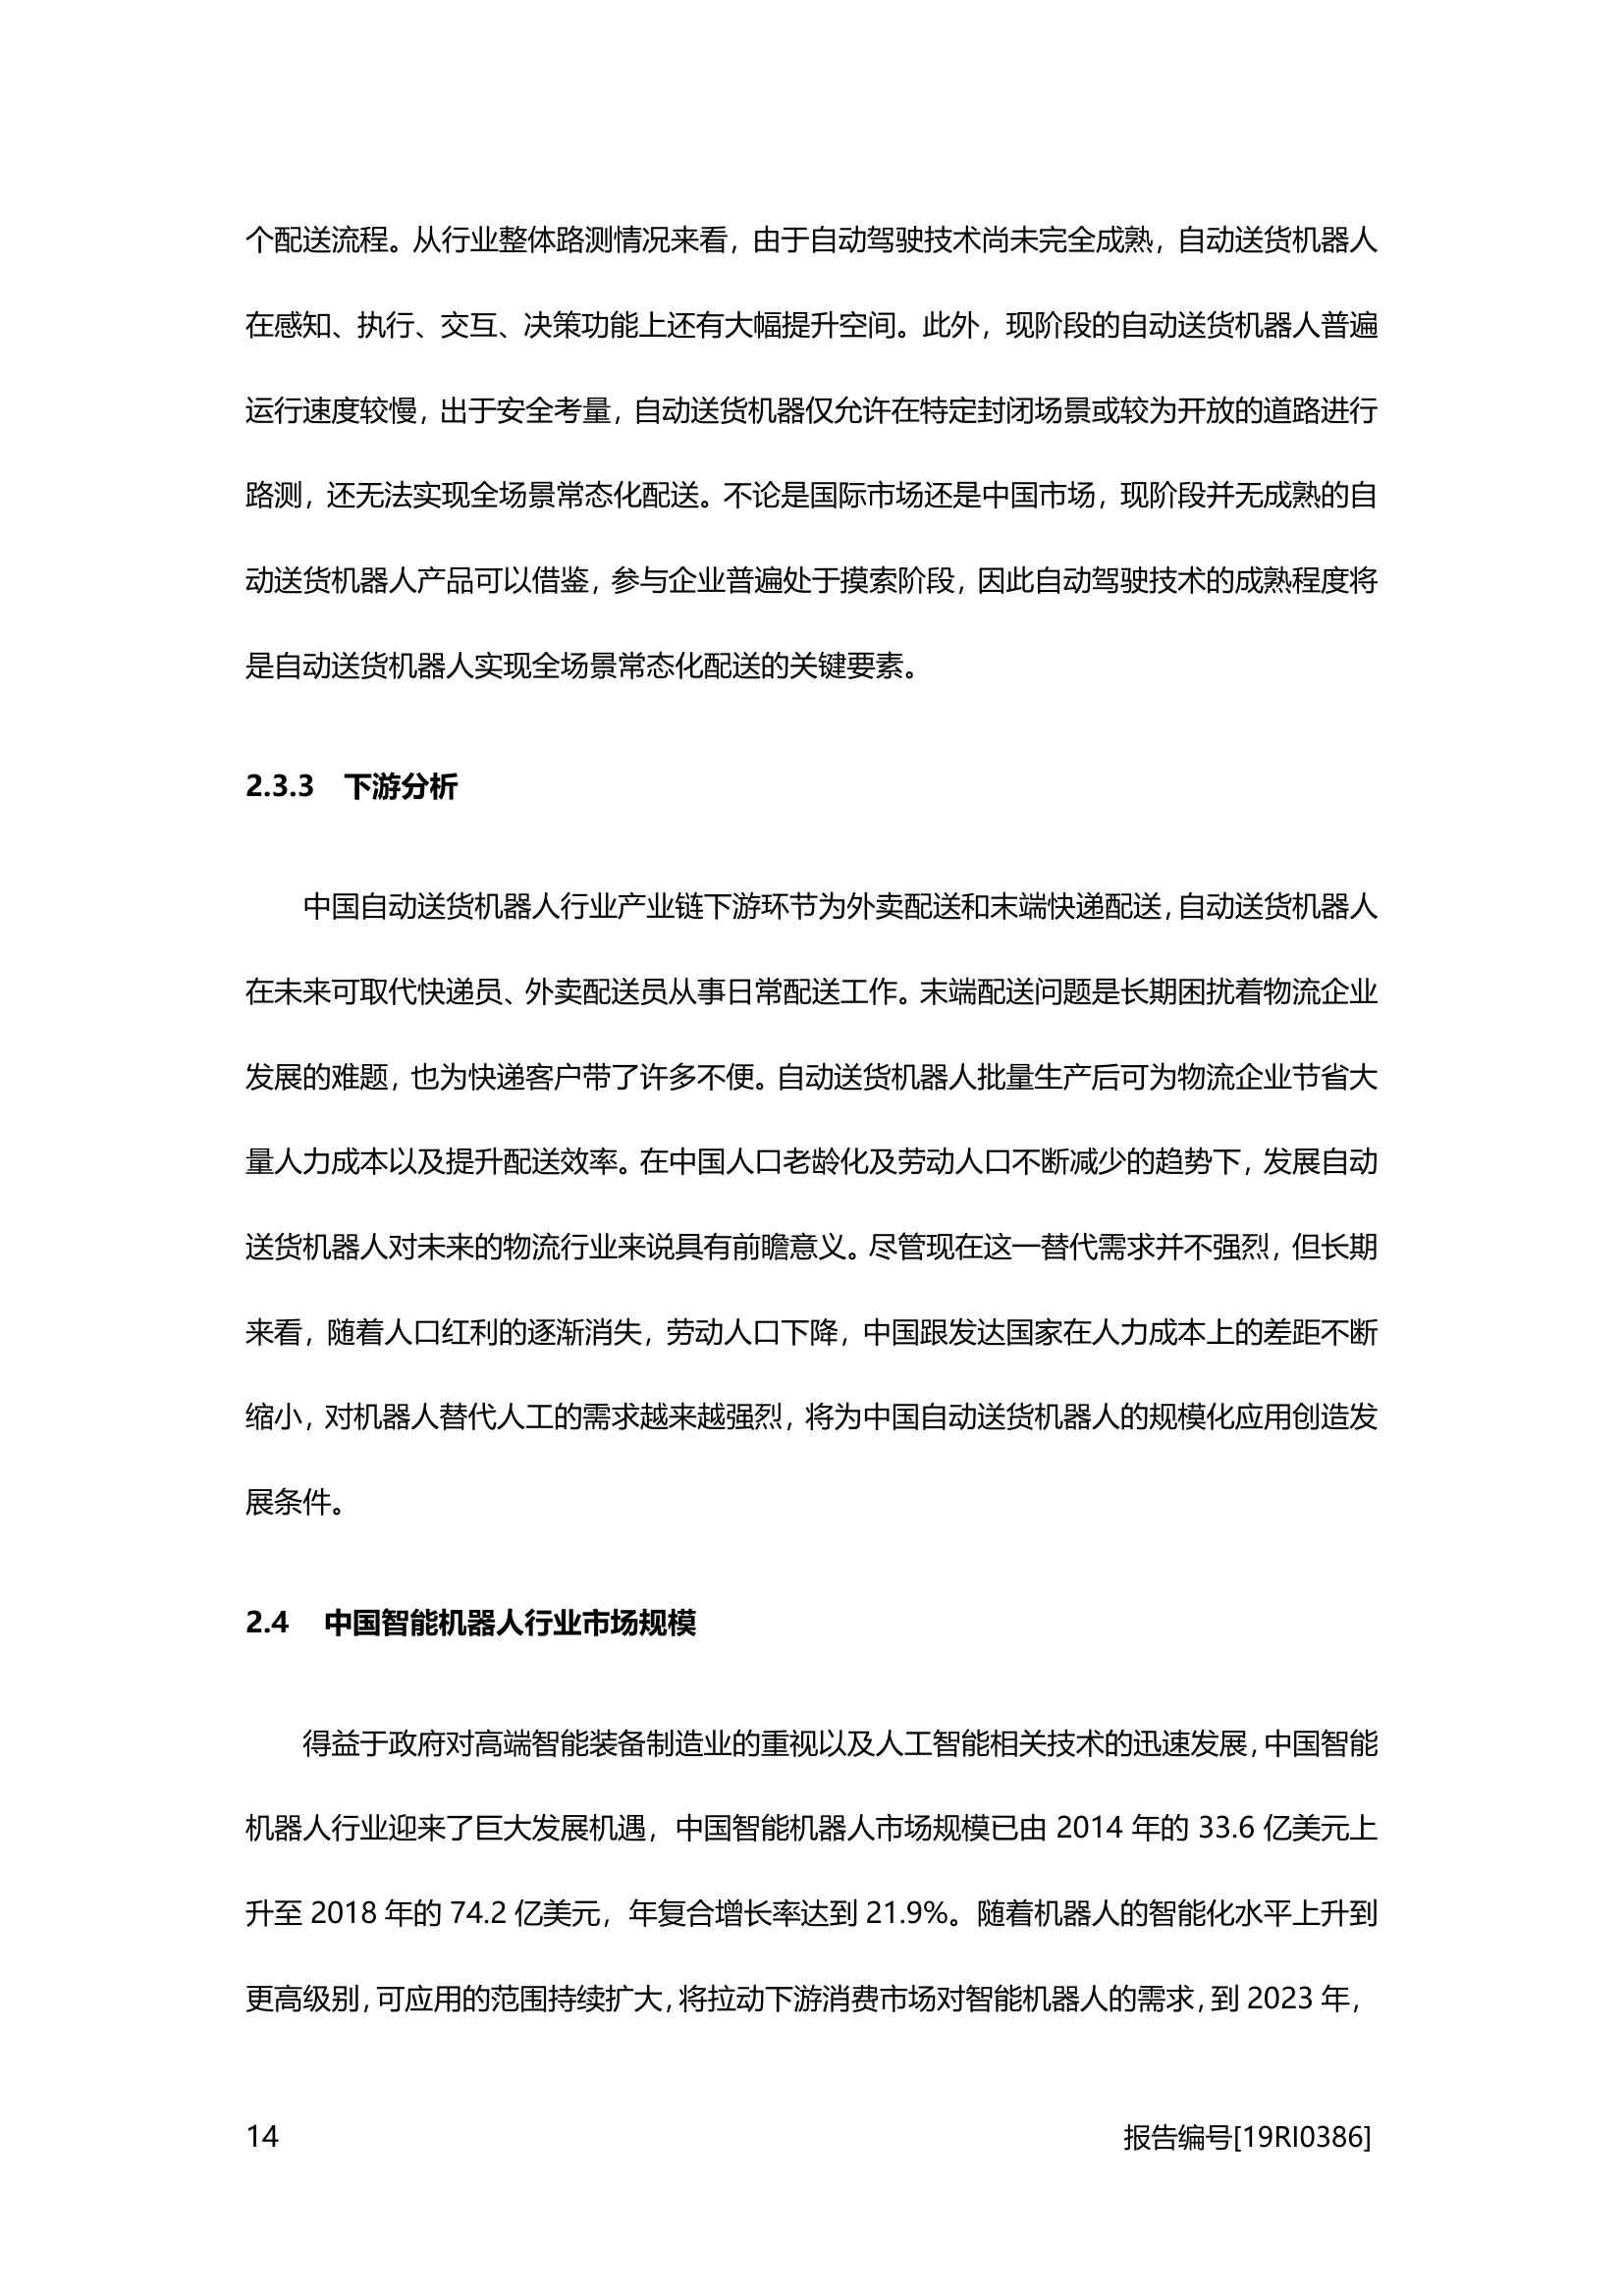 个配送流程。从行业整体路测情况来看，由于自动驾驶技术尚未完全成熟，自动送货机器人
在感知、执行、交互、决策功能上还有大幅提升空间。此外，现阶段的自动送货机器人普遍
运行速度较慢，出于安全考量，自动送货机器仅允许在特定封闭场景或较为开放的道路进行
路测，还无法实现全场景常态化配送。不论是国际市场还是中国市场，现阶段并无成熟的自
动送货机器人产品可以借鉴，参与企业普遍处于摸索阶段，因此自动驾驶技术的成熟程度将
是自动送货机器人实现全场景常态化配送的关键要素。
2.3.3 下游分析
中国自动送货机器人行业产业链下游环节为外卖配送和末端快递配送，自动送货机器人
在未来可取代快递员、外卖配送员从事日常配送工作。末端配送问题是长期困扰着物流企业
发展的难题，也为快递客户带了许多不便。自动送货机器人批量生产后可为物流企业节省大
量人力成本以及提升配送效率。在中国人口老龄化及劳动人口不断减少的趋势下，发展自动
送货机器人对未来的物流行业来说具有前瞻意义。尽管现在这一替代需求并不强烈，但长期
来看，随着人口红利的逐渐消失，劳动人口下降，中国跟发达国家在人力成本上的差距不断
缩小，对机器人替代人工的需求越来越强烈，将为中国自动送货机器人的规模化应用创造发
展条件。
2.4 中国智能机器人行业市场规模
得益于政府对高端智能装备制造业的重视以及人工智能相关技术的迅速发展，中国智能
机器人行业迎来了巨大发展机遇，中国智能机器人市场规模已由 2014 年的 33.6 亿美元上
升至 2018 年的 74.2 亿美元，年复合增长率达到 21.9%。随着机器人的智能化水平上升到
更高级别，可应用的范围持续扩大，将拉动下游消费市场对智能机器人的需求，到 2023 年，
14 报告编号[19RI0386]